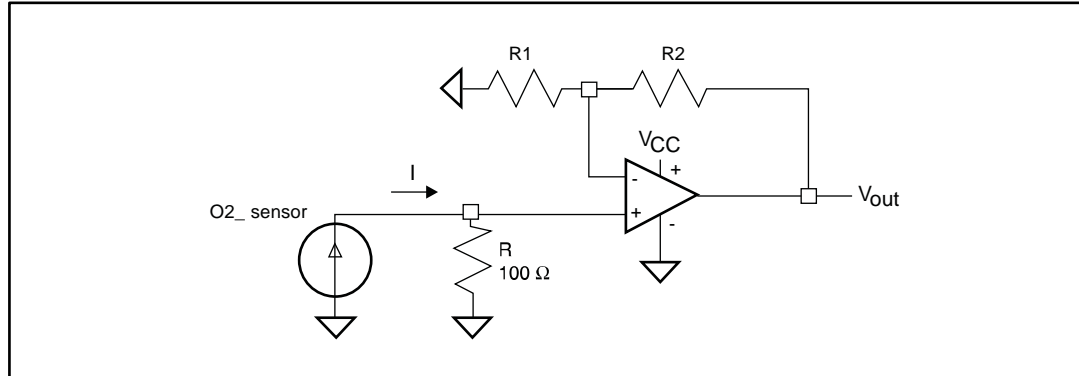 R1
R2
VCC
+
-
I
O2_ sensor
+
-
Vout
R
100 Ω